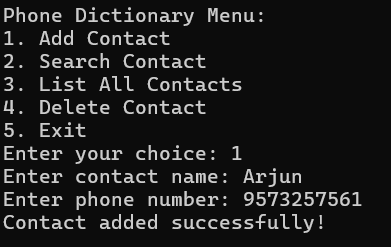 Phone Dictionary Menu:
1. Add Contact
2. Search Contact
3. List All Contacts
4. Delete Contact
5. Exit
Enter your choice: 1
Enter contact name: Arjun
Enter phone number: 9573257561
Contact added successfully!